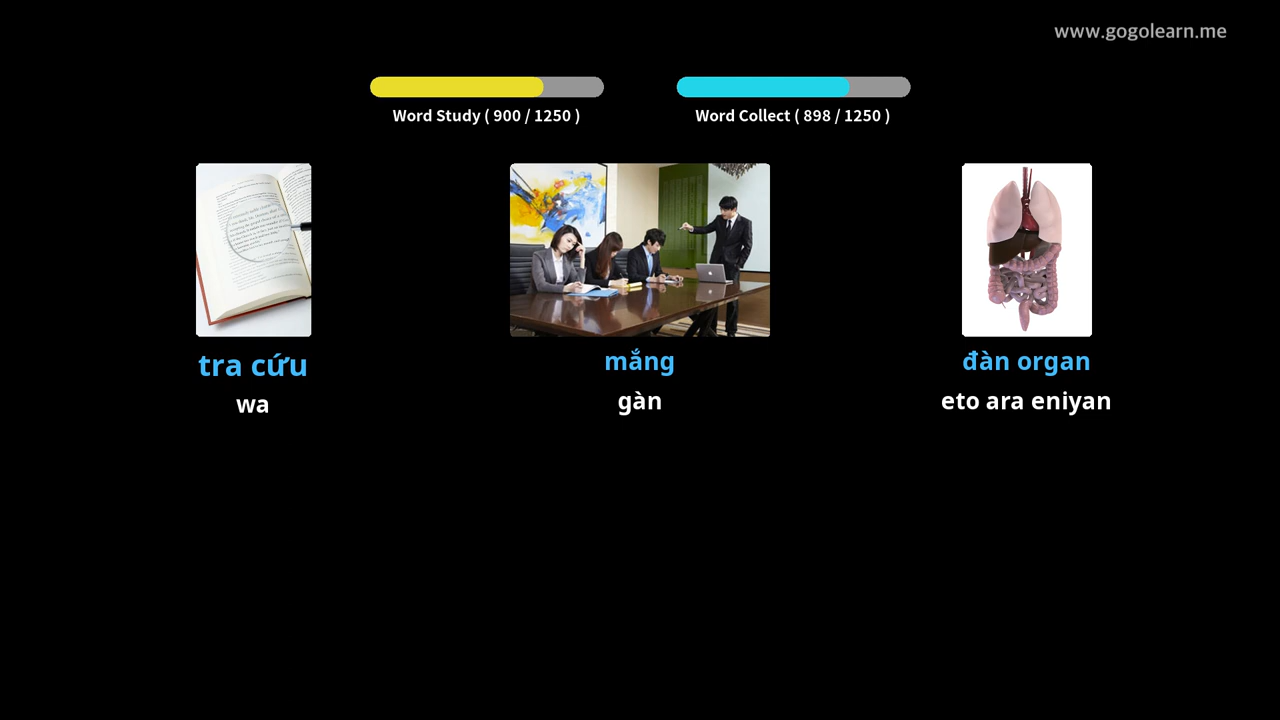 www.gogolearn.me
Word Study ( 900 / 1250 )
Word Collect ( 898 / 1250 )
tra cứu
wa
mắng
gàn
đàn organ
eto ara eniyan